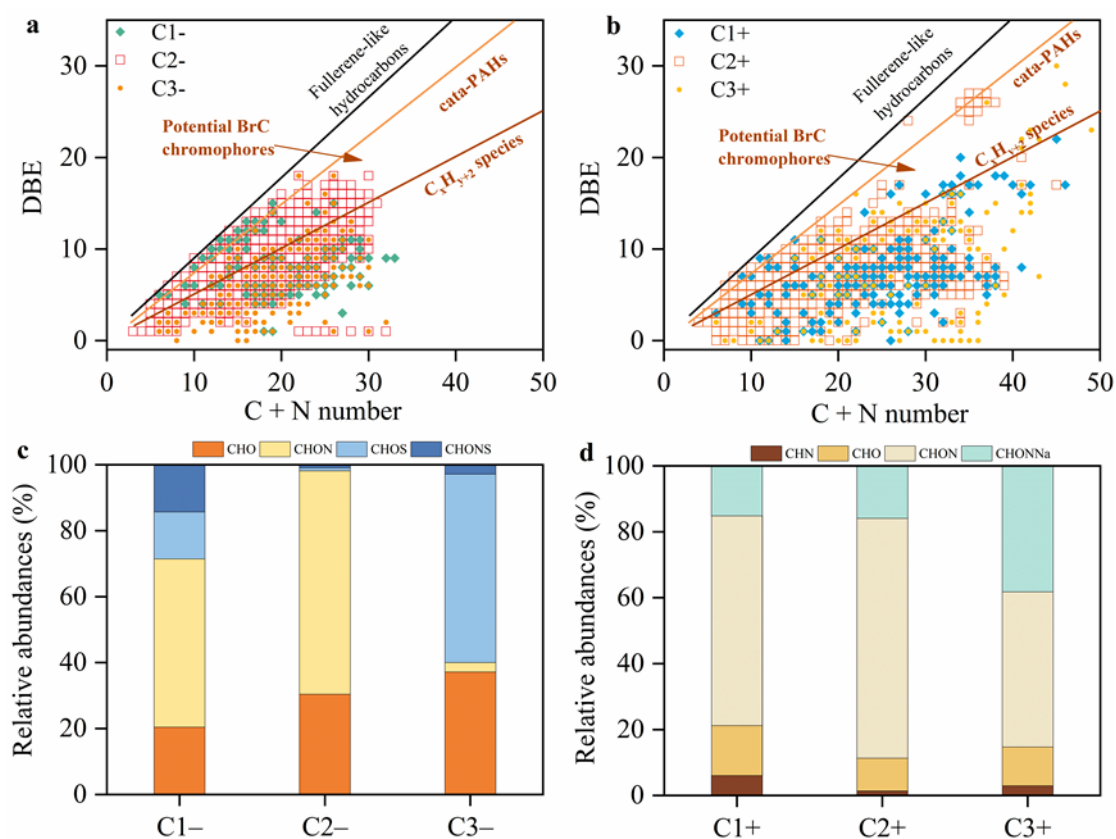 a
C1-
C2-
C3-
Fullerene-like
hydrocarbons
cata-PAHs
Potential BrC
chromophores
CxHx+2 species
DBE
30
20
10
0
0 10 20 30 40 50
C + N number
b
C1+
C2+
C3+
Fullerene-like
hydrocarbons
cata-PAHs
Potential BrC
chromophores
CxHx+2 species
DBE
30
20
10
0
0 10 20 30 40 50
C + N number
c
CHO CHON CHOS CHONS
Relative abundances (%)
100
80
60
40
20
0
C1− C2− C3−
d
CHN CHO CHON CHONNa
Relative abundances (%)
100
80
60
40
20
0
C1+ C2+ C3+